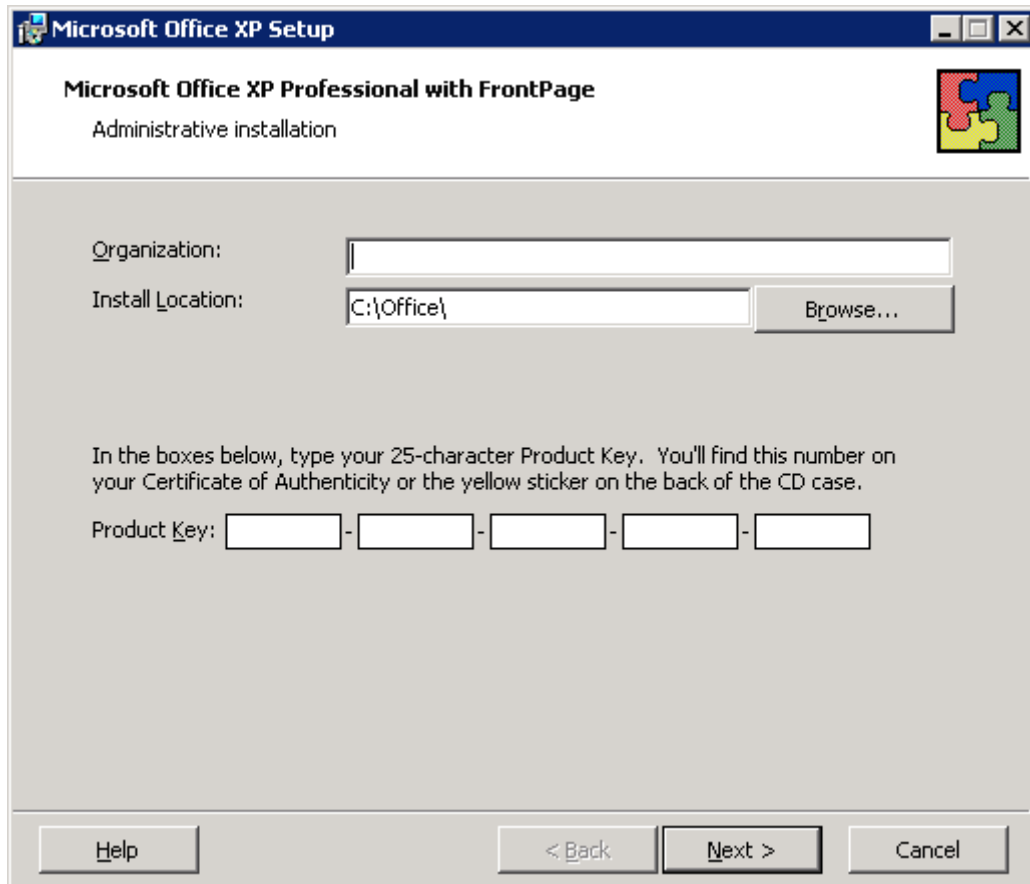 Microsoft Office XP Setup
Microsoft Office XP Professional with FrontPage
Administrative installation
Organization:
Install Location: C:\Office\ Browse...
In the boxes below, type your 25-character Product Key. You'll find this number on
your Certificate of Authenticity or the yellow sticker on the back of the CD case.
Product Key: - - - -
Help < Back Next > Cancel